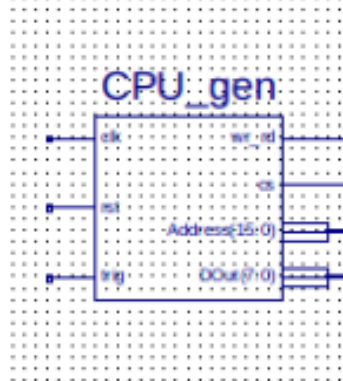 CPU_gen
clk wr_rd
cs
rst
Address(15:0)
trig DOut(7:0)